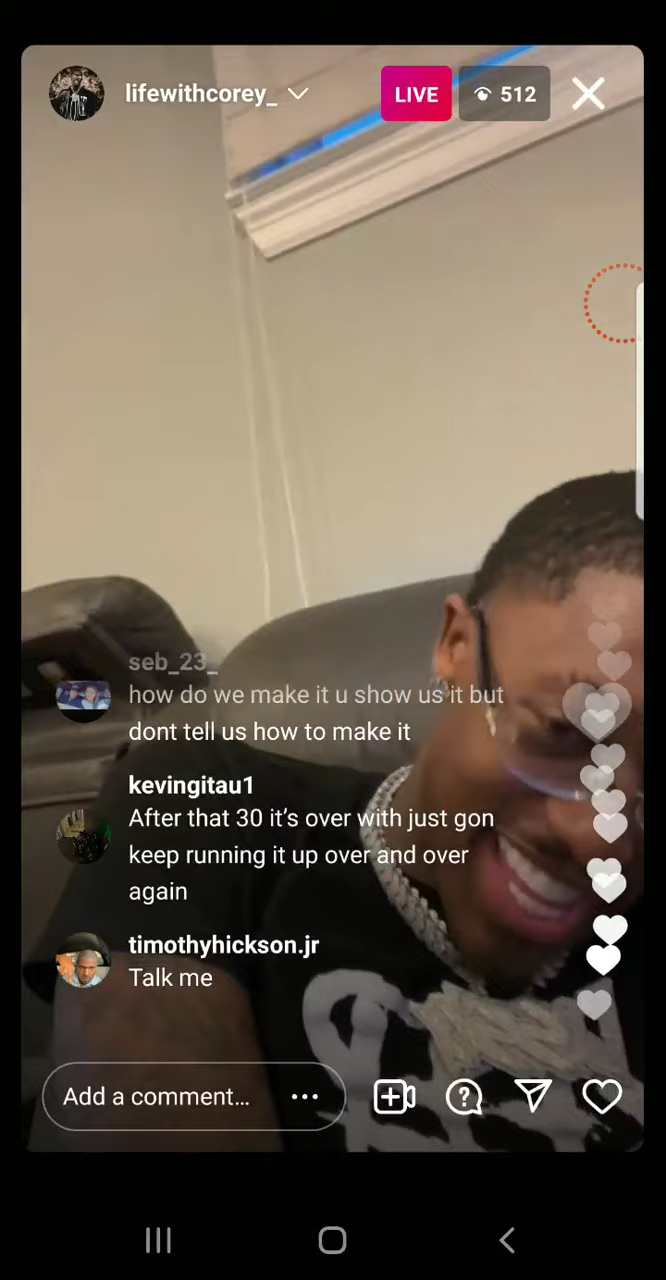 lifewithcorey_
LIVE
512
seb_23_
how do we make it u show us it but
dont tell us how to make it
kevingitau1
After that 30 it's over with just gon
keep running it up over and over
again
timothyhickson.jr
Talk me
Add a comment...